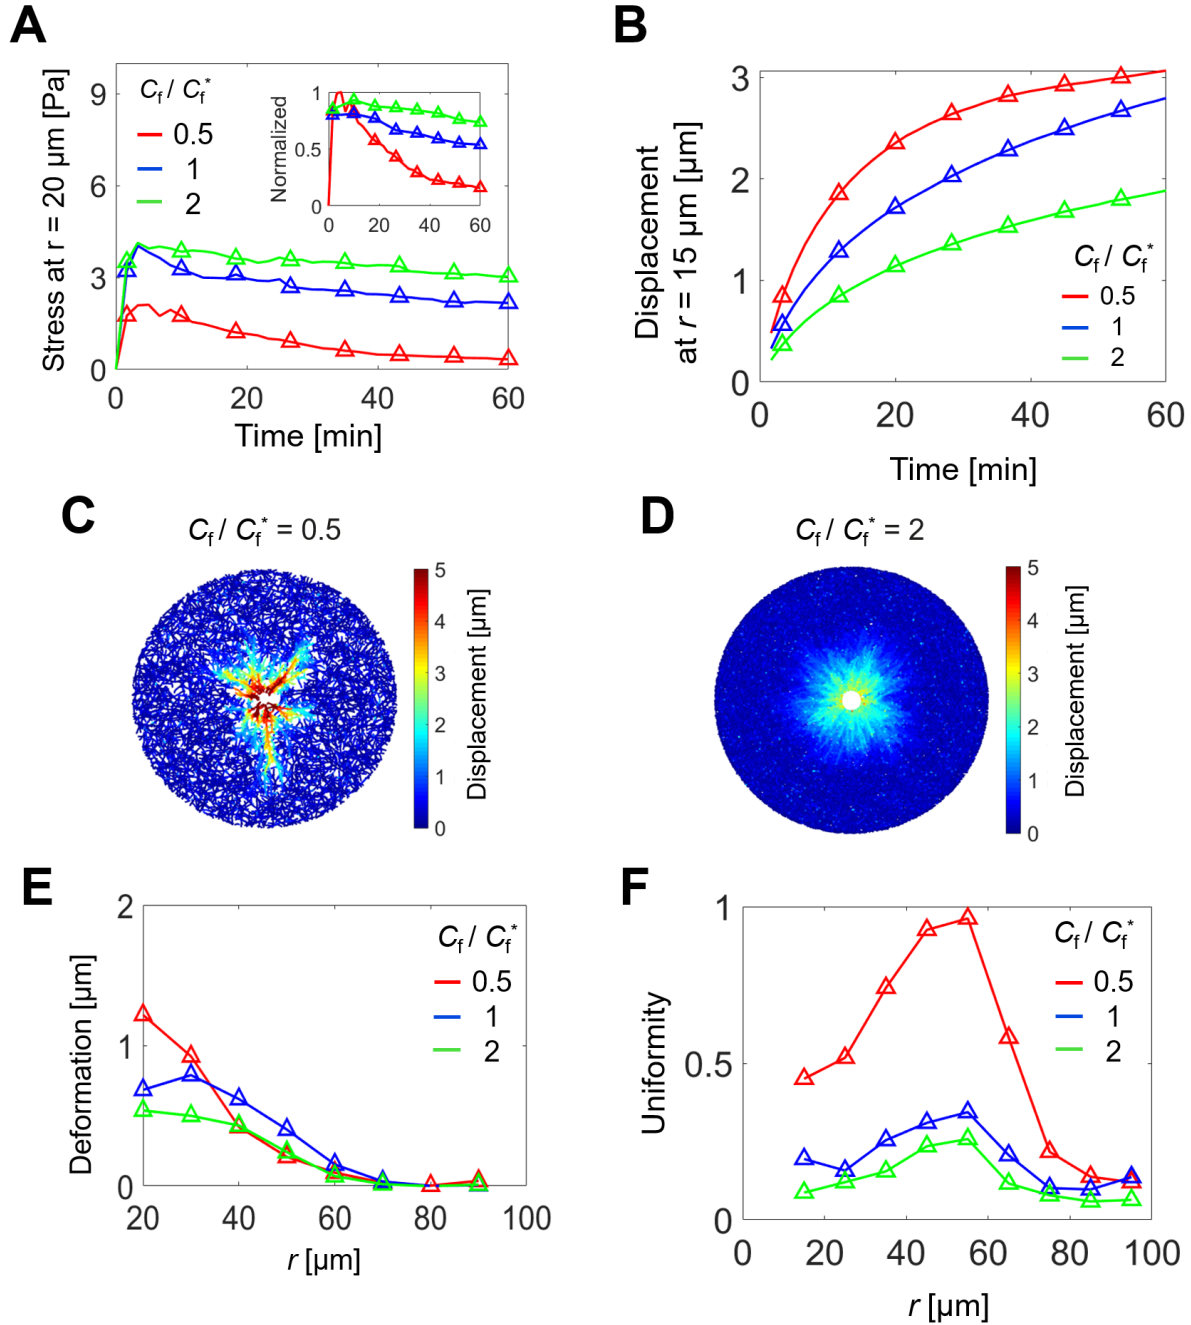 A
Stress at r = 20 µm [Pa]
9
6
3
0
0
20
40
60
Time [min]
Cf / Cf*
0.5
1
2
Normalized
1
0.5
0
0
20
40
60
B
Displacement
at r = 15 µm [µm]
3
2
1
0
0
20
40
60
Time [min]
Cf / Cf*
0.5
1
2
C
Cf / Cf* = 0.5
5
4
3
2
1
0
Displacement [µm]
D
Cf / Cf* = 2
5
4
3
2
1
0
Displacement [µm]
E
Deformation [µm]
2
1
0
20
40
60
80
100
r [µm]
Cf / Cf*
0.5
1
2
F
Uniformity
1
0.5
0
0
20
40
60
80
100
r [µm]
Cf / Cf*
0.5
1
2